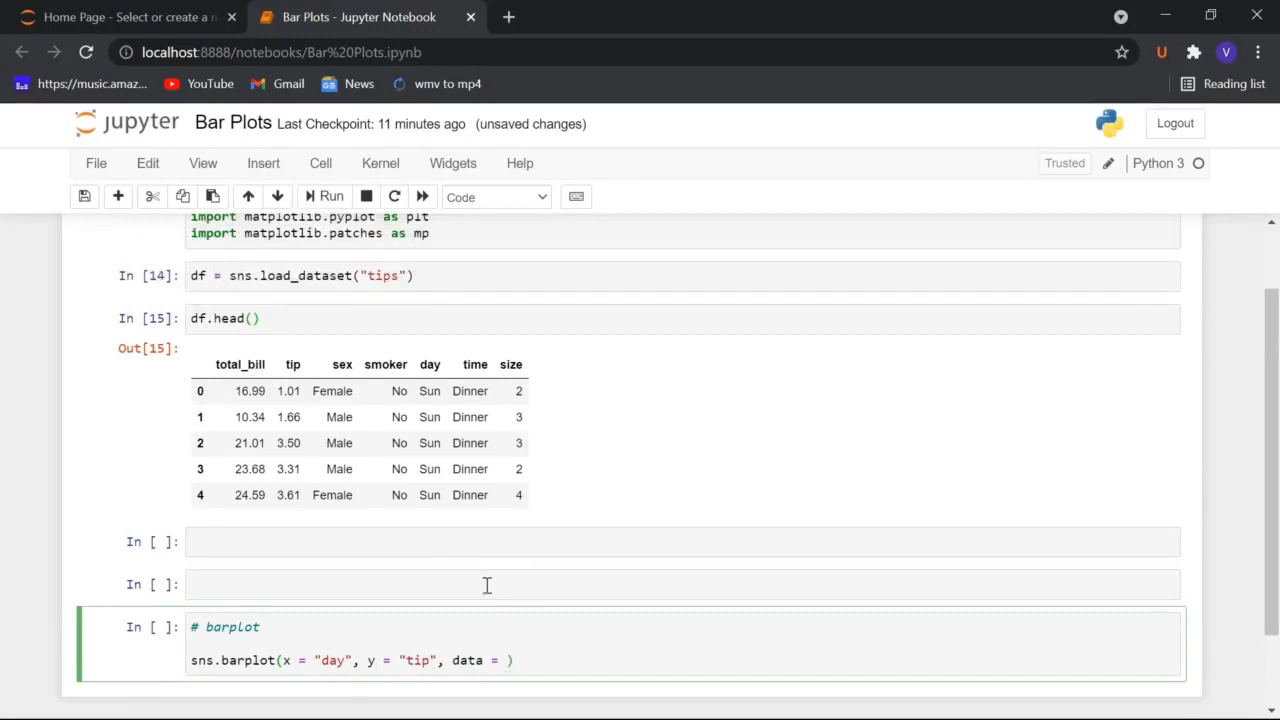 Home Page - Select or create a n
Bar Plots - Jupyter Notebook
localhost:8888/notebooks/Bar%20Plots.ipynb
https://music.amaz... YouTube Gmail News wmv to mp4 Reading list
jupyter Bar Plots Last Checkpoint: 11 minutes ago (unsaved changes) Logout
File Edit View Insert Cell Kernel Widgets Help Trusted Python 3
Run Code
import matplotlib.pyplot as plt
import matplotlib.patches as mp
In [14]: df = sns.load_dataset("tips")
In [15]: df.head()
Out[15]:
total_bill tip sex smoker day time size
0 16.99 1.01 Female No Sun Dinner 2
1 10.34 1.66 Male No Sun Dinner 3
2 21.01 3.50 Male No Sun Dinner 3
3 23.68 3.31 Male No Sun Dinner 2
4 24.59 3.61 Female No Sun Dinner 4
In [ ]:
In [ ]:
In [ ]: # barplot
sns.barplot(x = "day", y = "tip", data = )